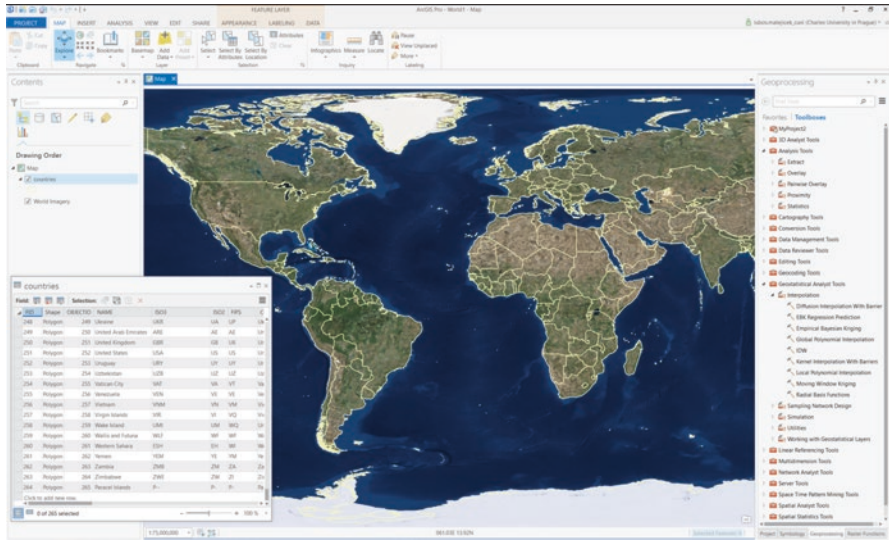 FEATURE LAYER
ArcGIS Pro - World1 - Map
PROJECT MAP INSERT ANALYSIS VIEW EDIT SHARE APPEARANCE LABELING DATA
Paste
Cut
Copy
Explore
Bookmarks
Basemap
Add Data
Add Preset
Select
Select By Attributes
Select By Location
Attributes
Clear
Infographics
Measure
Locate
Pause
View Unplaced
More
Clipboard
Navigate
Layer
Selection
Inquiry
Labeling
Contents
Search
Drawing Order
Map
countries
World Imagery
Map
countries
Field:
Selection:
FID Shape OBJECTID NAME ISO3 ISO2 FIPS
248 Polygon 249 Ukraine UKR UA UP
249 Polygon 250 United Arab Emirates ARE AE AE
250 Polygon 251 United Kingdom GBR GB UK
251 Polygon 252 United States USA US US
252 Polygon 253 Uruguay URY UY UY
253 Polygon 254 Uzbekistan UZB UZ UZ
254 Polygon 255 Vatican City VAT VA VT
255 Polygon 256 Venezuela VEN VE VE
256 Polygon 257 Vietnam VNM VN VM
257 Polygon 258 Virgin Islands VIR VI VQ
258 Polygon 259 Wake Island UMI UM WQ
259 Polygon 260 Wallis and Futuna WLF WF WF
260 Polygon 261 Western Sahara ESH EH WI
261 Polygon 262 Yemen YEM YE YM
262 Polygon 263 Zambia ZMB ZM ZA
263 Polygon 264 Zimbabwe ZWE ZW ZI
264 Polygon 265 Paracel Islands P- P- P-
Click to add new row.
0 of 265 selected
100 %
1:75,000,000
Geoprocessing
Favorites Toolboxes
MyProject2
3D Analyst Tools
Analysis Tools
Extract
Overlay
Pairwise Overlay
Proximity
Statistics
Cartography Tools
Conversion Tools
Data Management Tools
Data Reviewer Tools
Editing Tools
Geocoding Tools
Geostatistical Analyst Tools
Interpolation
Diffusion Interpolation With Barrier
EBK Regression Prediction
Empirical Bayesian Kriging
Global Polynomial Interpolation
IDW
Kernel Interpolation With Barriers
Local Polynomial Interpolation
Moving Window Kriging
Radial Basis Functions
Sampling Network Design
Simulation
Utilities
Working with Geostatistical Layers
Linear Referencing Tools
Multidimension Tools
Network Analyst Tools
Server Tools
Space Time Pattern Mining Tools
Spatial Analyst Tools
Spatial Statistics Tools
Project Symbology Geoprocessing Raster Functions